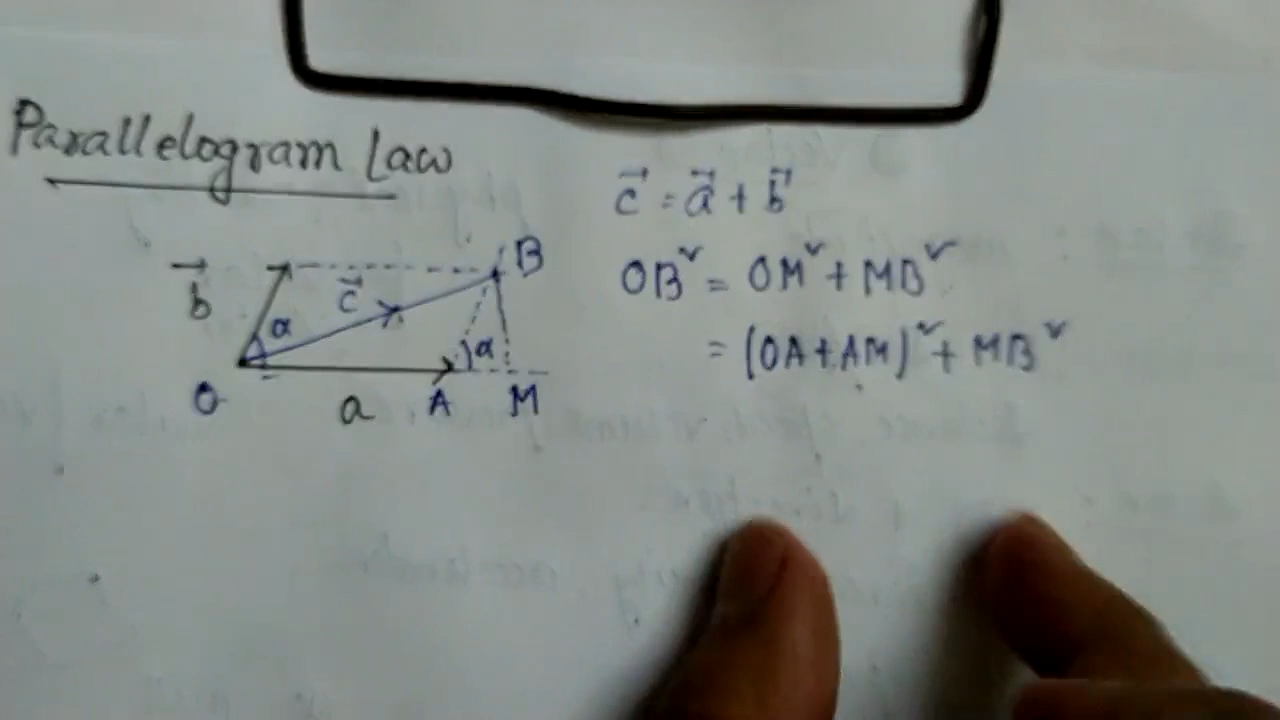 Parallelogram Law
c⃗ = a⃗ + b⃗
b⃗
α
c⃗
B
α
O
a
A
M
OB² = OM² + MB²
= (OA+AM)² + MB²